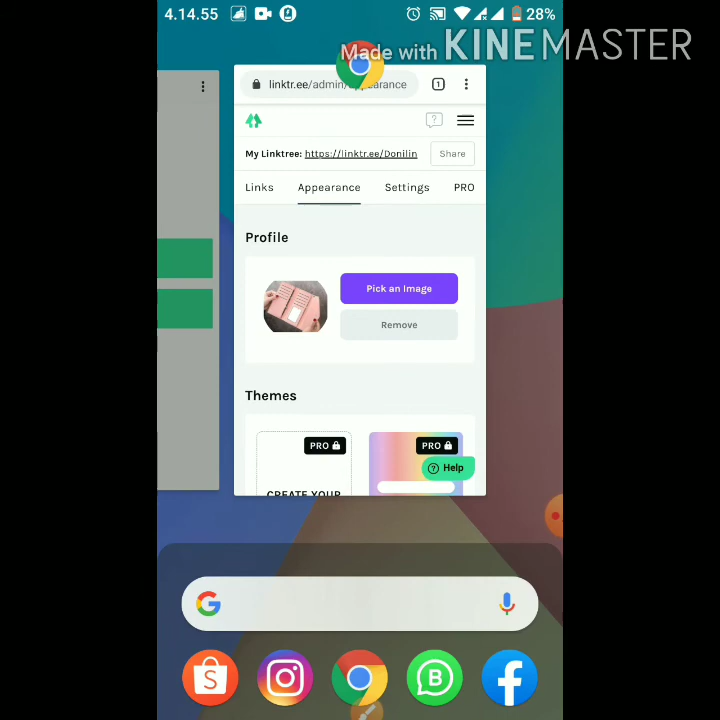 4.14.55
28%
Made with KINEMASTER
linktr.ee/admin/appearance
1
My Linktree: https://linktr.ee/Donilin
Share
Links Appearance Settings PRO
Profile
Pick an Image
Remove
Themes
PRO
PRO
Help
CREATE YOUR